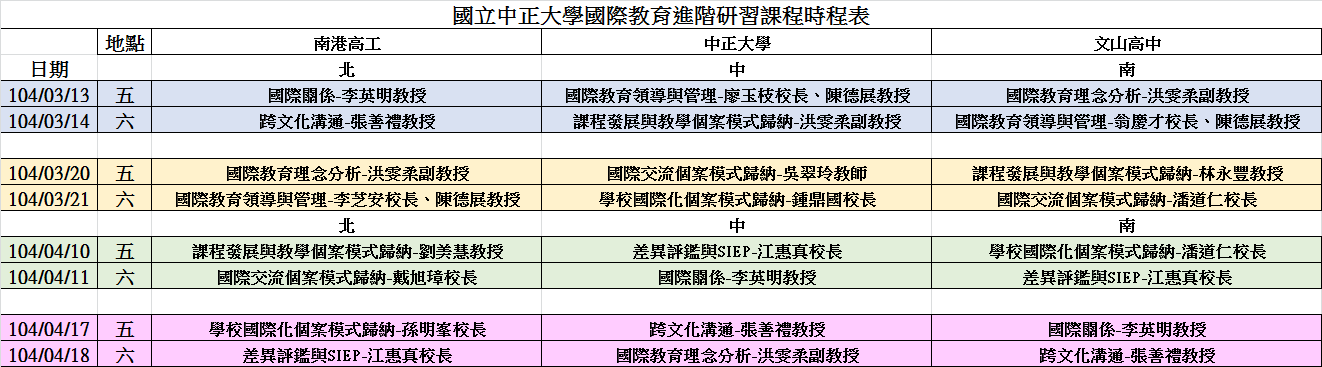 國立中正大學國際教育進階研習課程時程表
地點 南港高工 中正大學 文山高中
日期 北 中 南
104/03/13 五 國際關係-李英明教授 國際教育領導與管理-廖玉枝校長、陳德展教授 國際教育理念分析-洪雯柔副教授
104/03/14 六 跨文化溝通-張善禮教授 課程發展與教學個案模式歸納-洪雯柔副教授 國際教育領導與管理-翁慶才校長、陳德展教授
104/03/20 五 國際教育理念分析-洪雯柔副教授 國際交流個案模式歸納-吳翠玲教師 課程發展與教學個案模式歸納-林永豐教授
104/03/21 六 國際教育領導與管理-李芝安校長、陳德展教授 學校國際化個案模式歸納-鍾鼎國校長 國際交流個案模式歸納-潘道仁校長
北 中 南
104/04/10 五 課程發展與教學個案模式歸納-劉美慧教授 差異評鑑與SIEP-江惠真校長 學校國際化個案模式歸納-潘道仁校長
104/04/11 六 國際交流個案模式歸納-戴旭璋校長 國際關係-李英明教授 差異評鑑與SIEP-江惠真校長
104/04/17 五 學校國際化個案模式歸納-孫明峯校長 跨文化溝通-張善禮教授 國際關係-李英明教授
104/04/18 六 差異評鑑與SIEP-江惠真校長 國際教育理念分析-洪雯柔副教授 跨文化溝通-張善禮教授